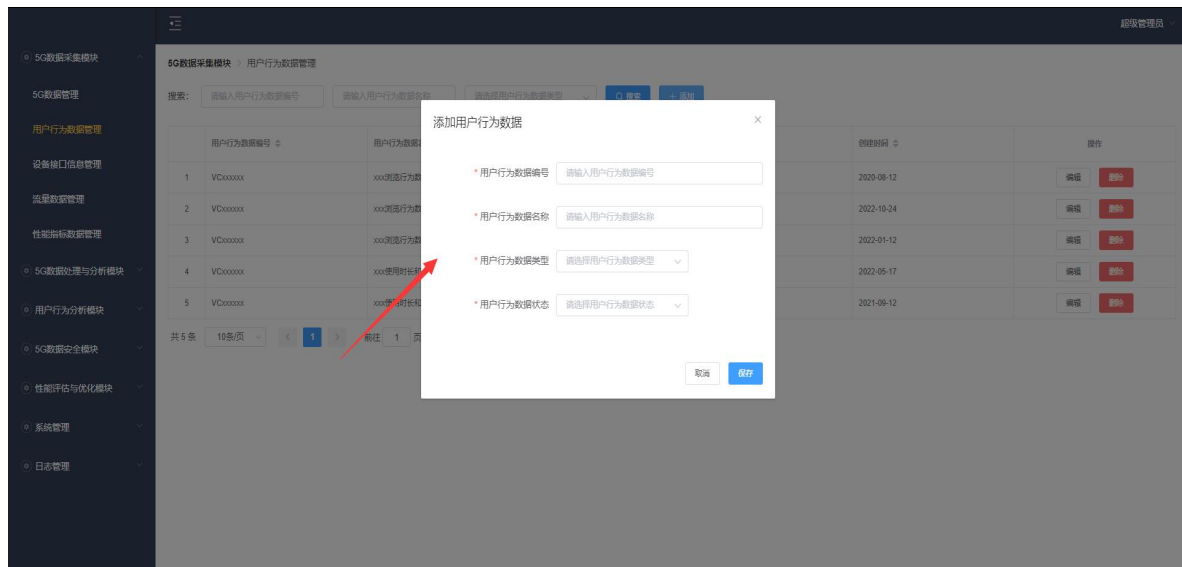 超级管理员
5G数据采集模块
5G数据管理
用户行为数据管理
设备接口信息管理
流量数据管理
性能指标数据管理
5G数据处理与分析模块
用户行为分析模块
5G数据安全模块
性能评估与优化模块
系统管理
日志管理
5G数据采集模块 用户行为数据管理
搜索: 请输入用户行为数据编号 请输入用户行为数据名称 请选择用户行为数据类型 搜索 + 添加
用户行为数据编号 用户行为数据 创建时间 操作
1 VCxxxxxx xxx浏览行为数 2020-08-12 编辑 删除
2 VCxxxxxx xxx浏览行为数 2022-10-24 编辑 删除
3 VCxxxxxx xxx浏览行为数 2022-01-12 编辑 删除
4 VCxxxxxx xxx使用时长和 2022-05-17 编辑 删除
5 VCxxxxxx xxx使用时长和 2021-09-12 编辑 删除
共 5 条 10条/页 < 1 > 前往 1 页
添加用户行为数据 ×
* 用户行为数据编号 请输入用户行为数据编号
* 用户行为数据名称 请输入用户行为数据名称
* 用户行为数据类型 请选择用户行为数据类型
* 用户行为数据状态 请选择用户行为数据状态
取消 保存